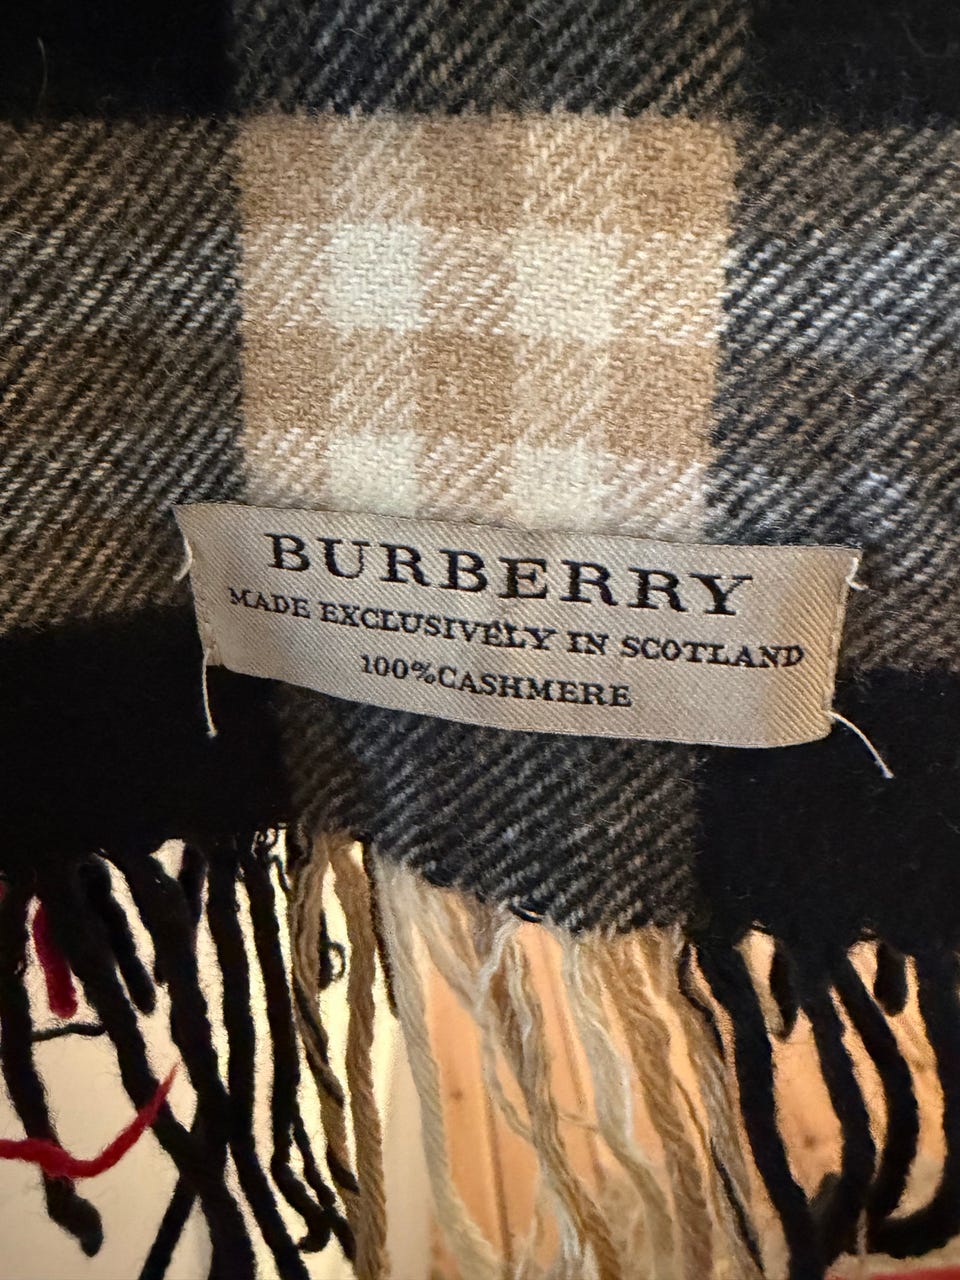 BURBERRY
MADE EXCLUSIVELY IN SCOTLAND
100%CASHMERE